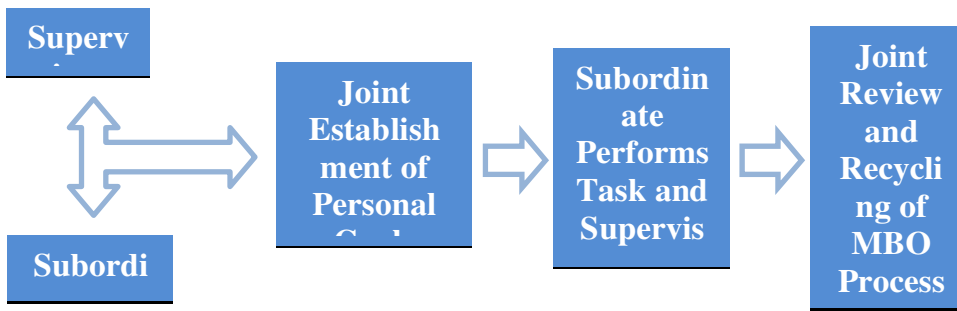 Superv
Subordi
Joint
Establish
ment of
Personal
Subordin
ate
Performs
Task and
Supervis
Joint
Review
and
Recycli
ng of
MBO
Process